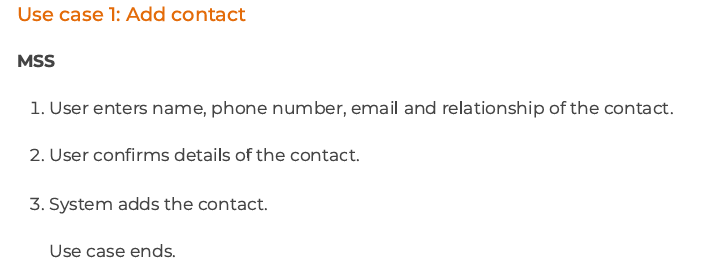 Use case 1: Add contact
MSS
1. User enters name, phone number, email and relationship of the contact.
2. User confirms details of the contact.
3. System adds the contact.
Use case ends.